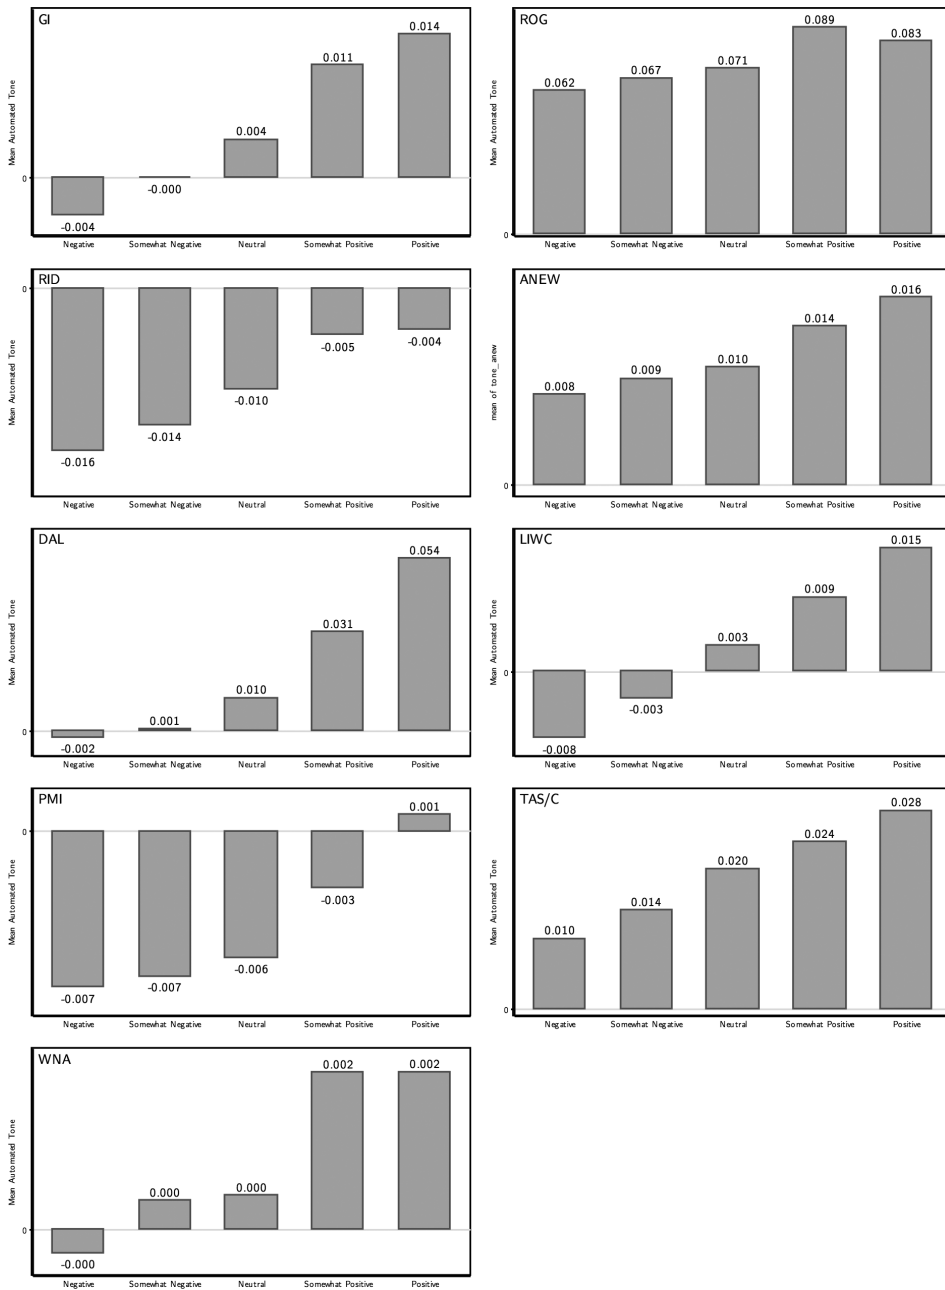 GI
Mean Automated Tone
0
-0.004
-0.000
0.004
0.011
0.014
Negative Somewhat Negative Neutral Somewhat Positive Positive
ROG
Mean Automated Tone
0
0.062
0.067
0.071
0.089
0.083
Negative Somewhat Negative Neutral Somewhat Positive Positive
RID
Mean Automated Tone
0
-0.016
-0.014
-0.010
-0.005
-0.004
Negative Somewhat Negative Neutral Somewhat Positive Positive
ANEW
mean of tone_anew
0
0.008
0.009
0.010
0.014
0.016
Negative Somewhat Negative Neutral Somewhat Positive Positive
DAL
Mean Automated Tone
0
-0.002
0.001
0.010
0.031
0.054
Negative Somewhat Negative Neutral Somewhat Positive Positive
LIWC
Mean Automated Tone
0
-0.008
-0.003
0.003
0.009
0.015
Negative Somewhat Negative Neutral Somewhat Positive Positive
PMI
Mean Automated Tone
0
-0.007
-0.007
-0.006
-0.003
0.001
Negative Somewhat Negative Neutral Somewhat Positive Positive
TAS/C
Mean Automated Tone
0
0.010
0.014
0.020
0.024
0.028
Negative Somewhat Negative Neutral Somewhat Positive Positive
WNA
Mean Automated Tone
0
-0.000
0.000
0.000
0.002
0.002
Negative Somewhat Negative Neutral Somewhat Positive Positive